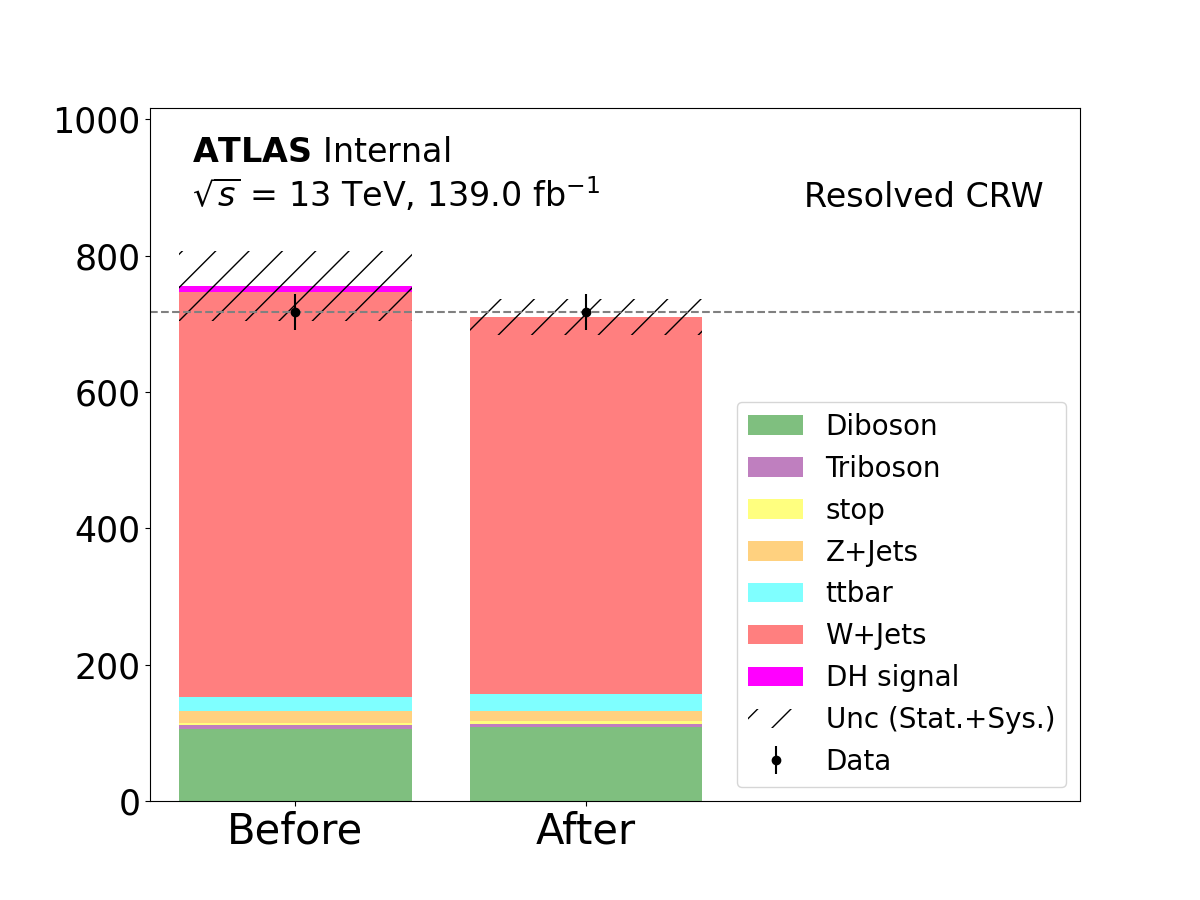 1000
800
600
400
200
0
ATLAS Internal
√s = 13 TeV, 139.0 fb⁻¹
Resolved CRW
Diboson
Triboson
stop
Z+Jets
ttbar
W+Jets
DH signal
Unc (Stat.+Sys.)
Data
Before
After